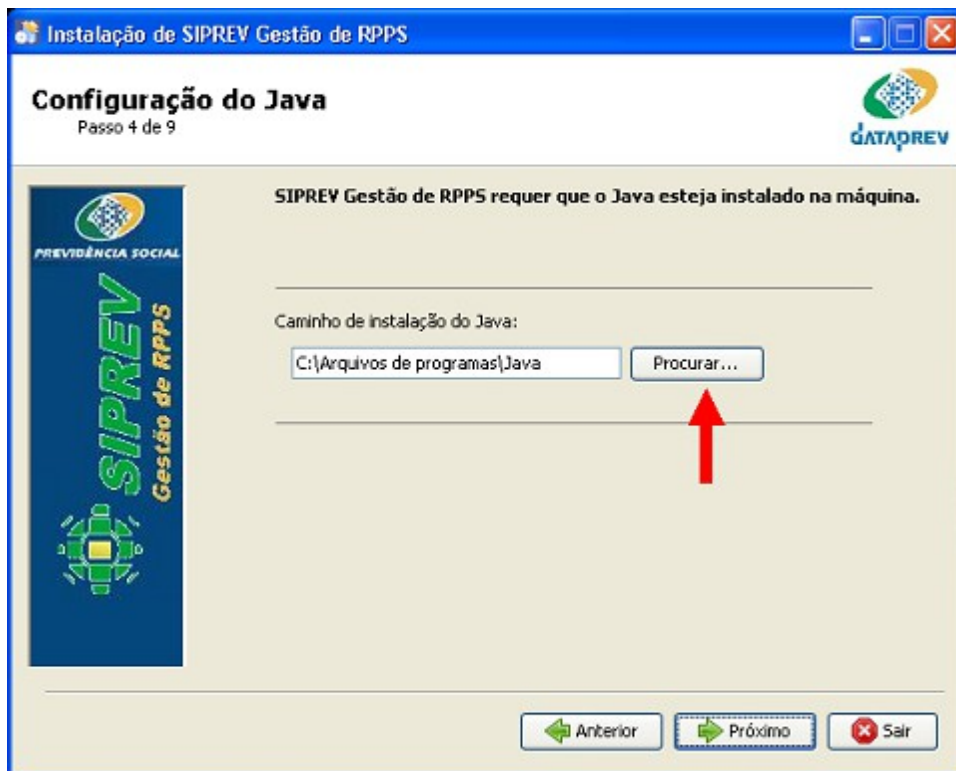 Instalação de SIPREV Gestão de RPPS
Configuração do Java
Passo 4 de 9
DATAPREV
SIPREV Gestão de RPPS requer que o Java esteja instalado na máquina.
PREVIDÊNCIA SOCIAL
SIPREV
Gestão de RPPS
Caminho de instalação do Java:
C:\Arquivos de programas\Java
Procurar...
Anterior
Próximo
Sair